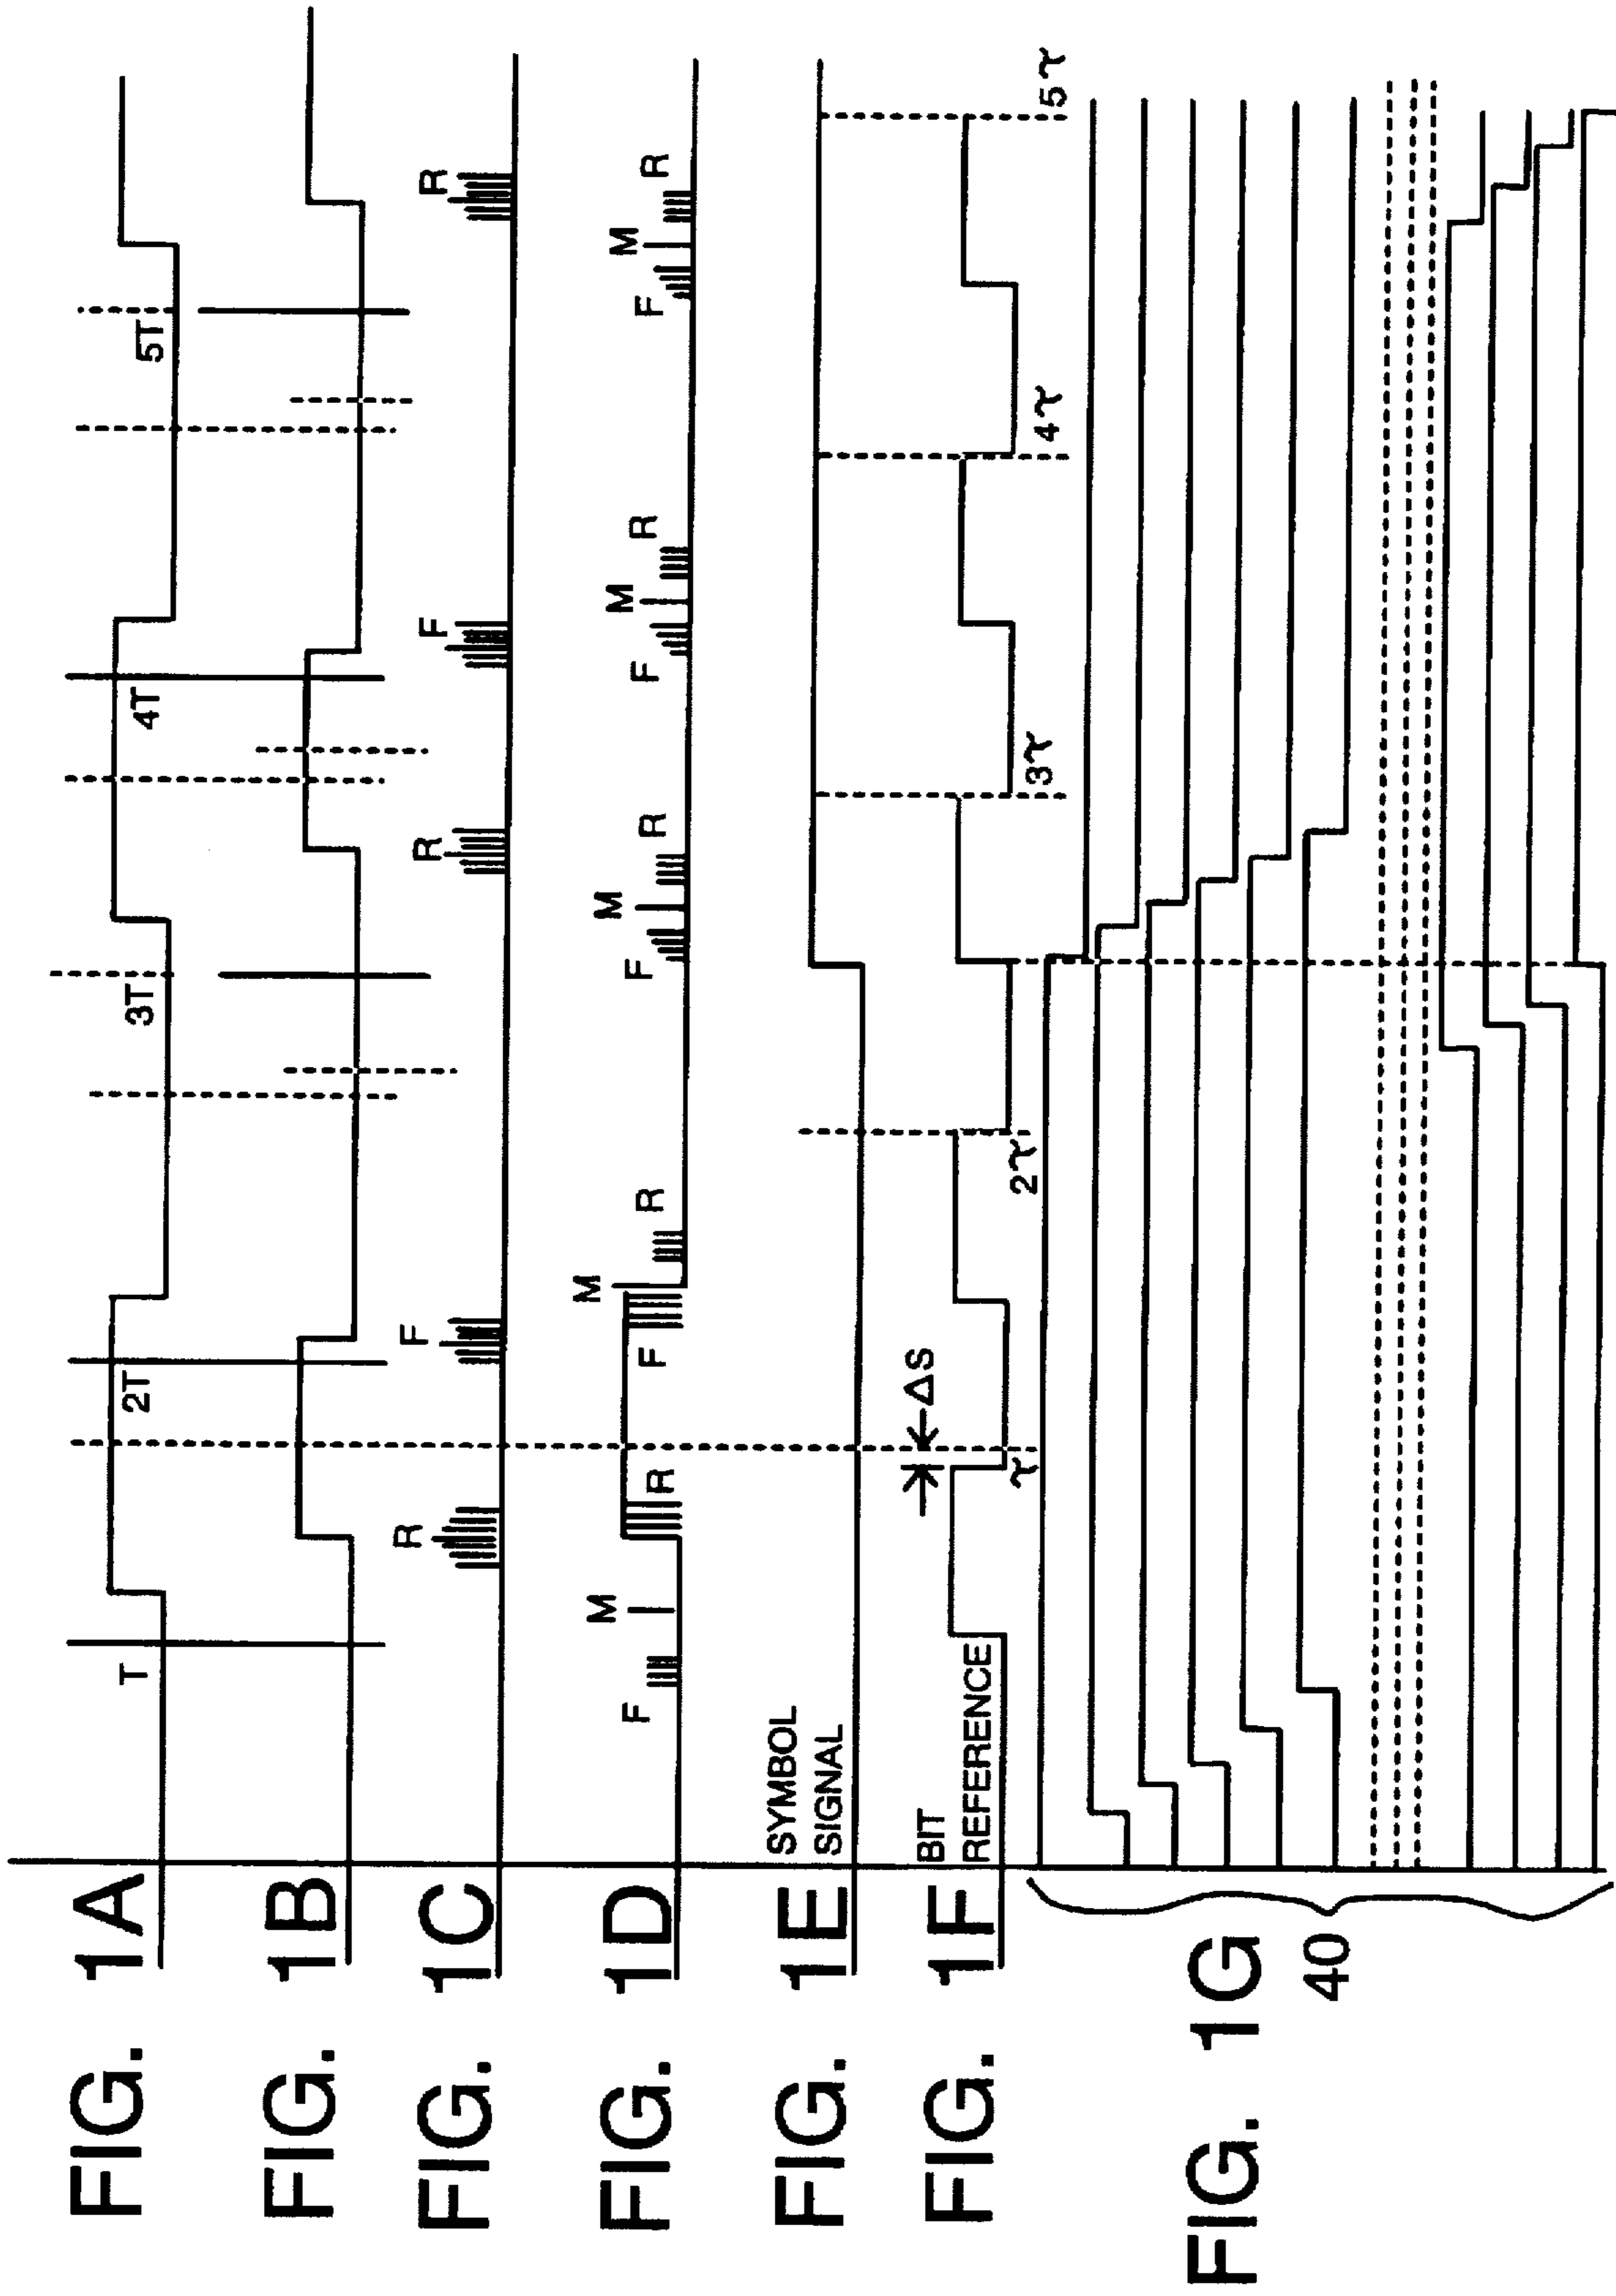 FIG. 1A
T
2T
3T
4T
5T
FIG. 1B
FIG. 1C
R
F
R
F
R
FIG. 1D
F
M
R
F
M
R
F
M
R
F
M
R
F
M
R
FIG. 1E
SYMBOL
SIGNAL
FIG. 1F
BIT
REFERENCE
τ
ΔS
2τ
3τ
4τ
5τ
FIG. 1G
40